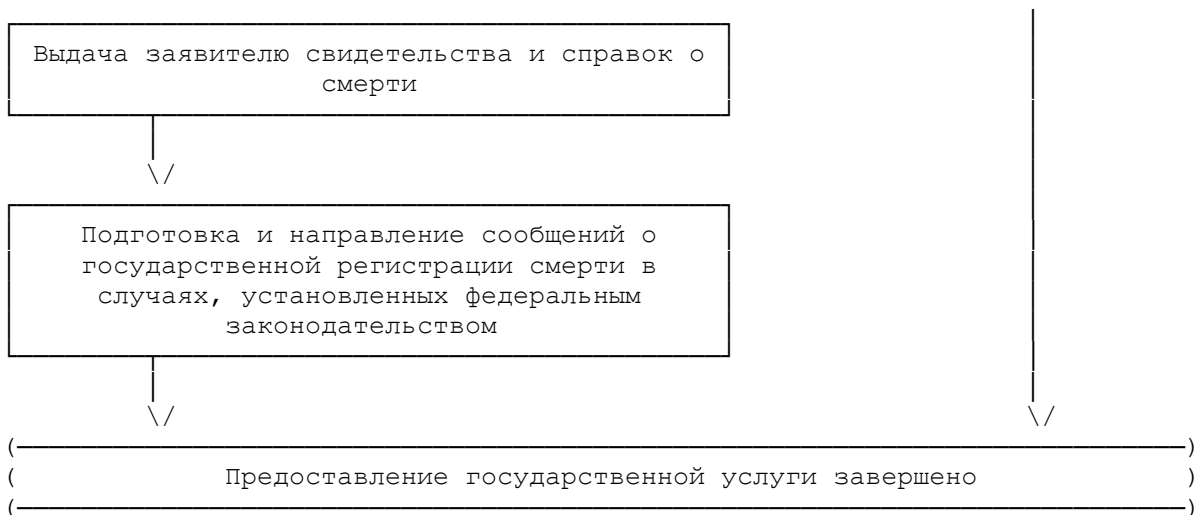 Выдача заявителю свидетельства и справок о
смерти
\/
Подготовка и направление сообщений о
государственной регистрации смерти в
случаях, установленных федеральным
законодательством
\/ \/
( )
( Предоставление государственной услуги завершено )
( )